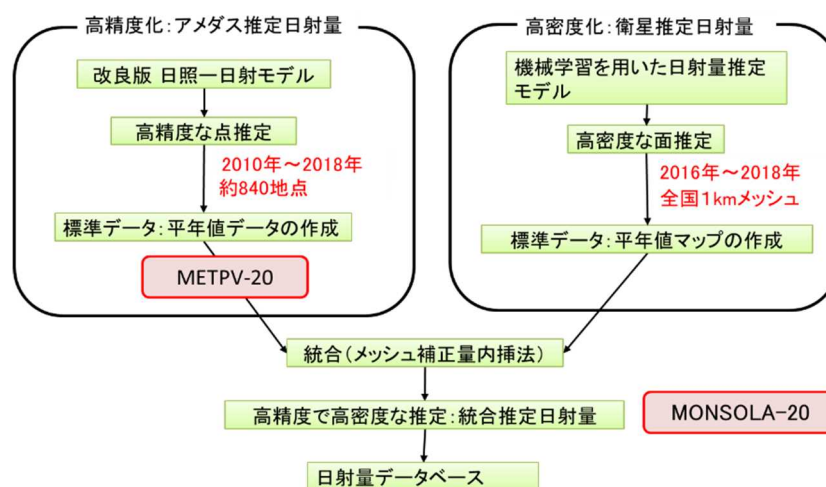 高精度化：アメダス推定日射量
改良版 日照ー日射モデル
高精度な点推定
2010年～2018年
約840地点
標準データ：平年値データの作成
METPV-20
高密度化：衛星推定日射量
機械学習を用いた日射量推定
モデル
高密度な面推定
2016年～2018年
全国1kmメッシュ
標準データ：平年値マップの作成
統合（メッシュ補正量内挿法）
高精度で高密度な推定：統合推定日射量
MONSOLA-20
日射量データベース